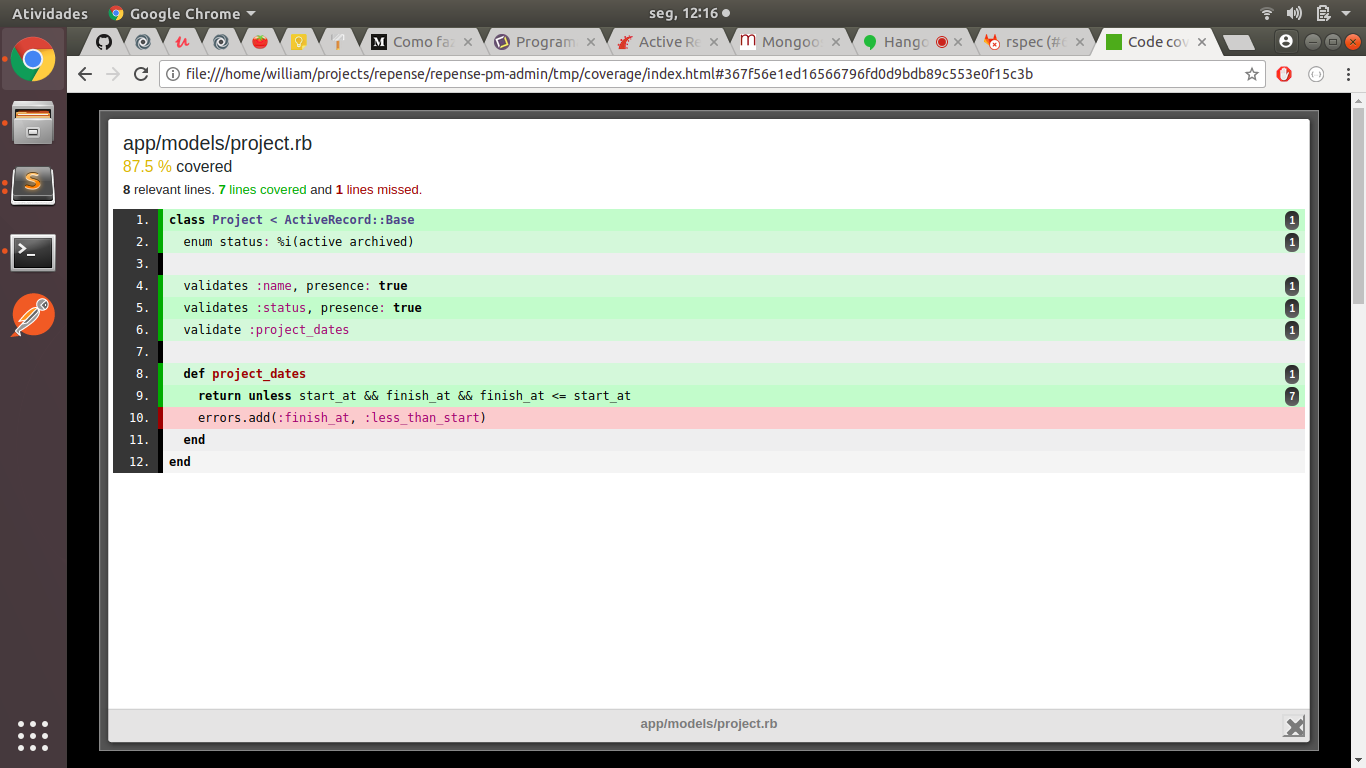 Atividades Google Chrome seg, 12:16
Como fa Program Active Re Mongoo Hango rspec (#6 Code cov
file:///home/william/projects/repense/repense-pm-admin/tmp/coverage/index.html#367f56e1ed16566796fd0d9bdb89c553e0f15c3b
app/models/project.rb
87.5 % covered
8 relevant lines. 7 lines covered and 1 lines missed.
1. class Project < ActiveRecord::Base 1
2. enum status: %i(active archived) 1
3.
4. validates :name, presence: true 1
5. validates :status, presence: true 1
6. validate :project_dates 1
7.
8. def project_dates 1
9. return unless start_at && finish_at && finish_at <= start_at 7
10. errors.add(:finish_at, :less_than_start)
11. end
12. end
app/models/project.rb